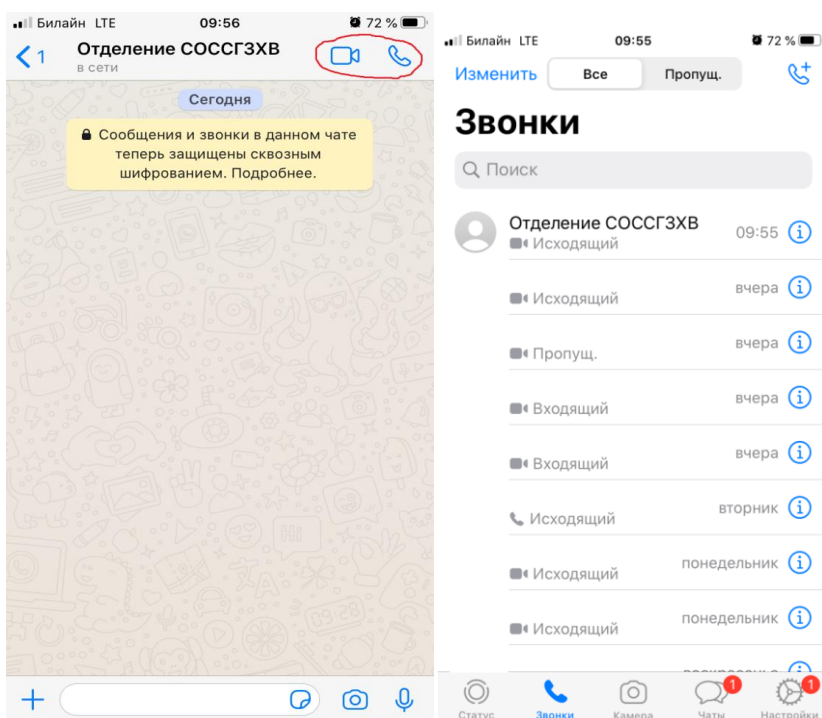 Билайн LTE 09:56 72 %
1 Отделение СОССГЗХВ
в сети
Сегодня
Сообщения и звонки в данном чате
теперь защищены сквозным
шифрованием. Подробнее.
Билайн LTE 09:55 72 %
Изменить Все Пропущ.
Звонки
Поиск
Отделение СОССГЗХВ 09:55
Исходящий
вчера
Исходящий
вчера
Пропущ.
вчера
Входящий
вчера
Входящий
вторник
Исходящий
понедельник
Исходящий
понедельник
Исходящий
воскресенье
1 1
Статус Звонки Камера Чаты Настройки